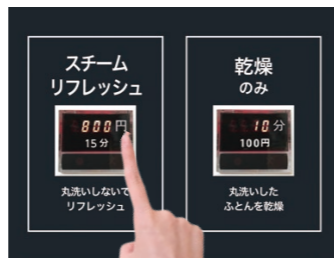 スチーム
リフレッシュ
800円
15分
丸洗いしないで
リフレッシュ
乾燥
のみ
10分
100円
丸洗いした
ふとんを乾燥